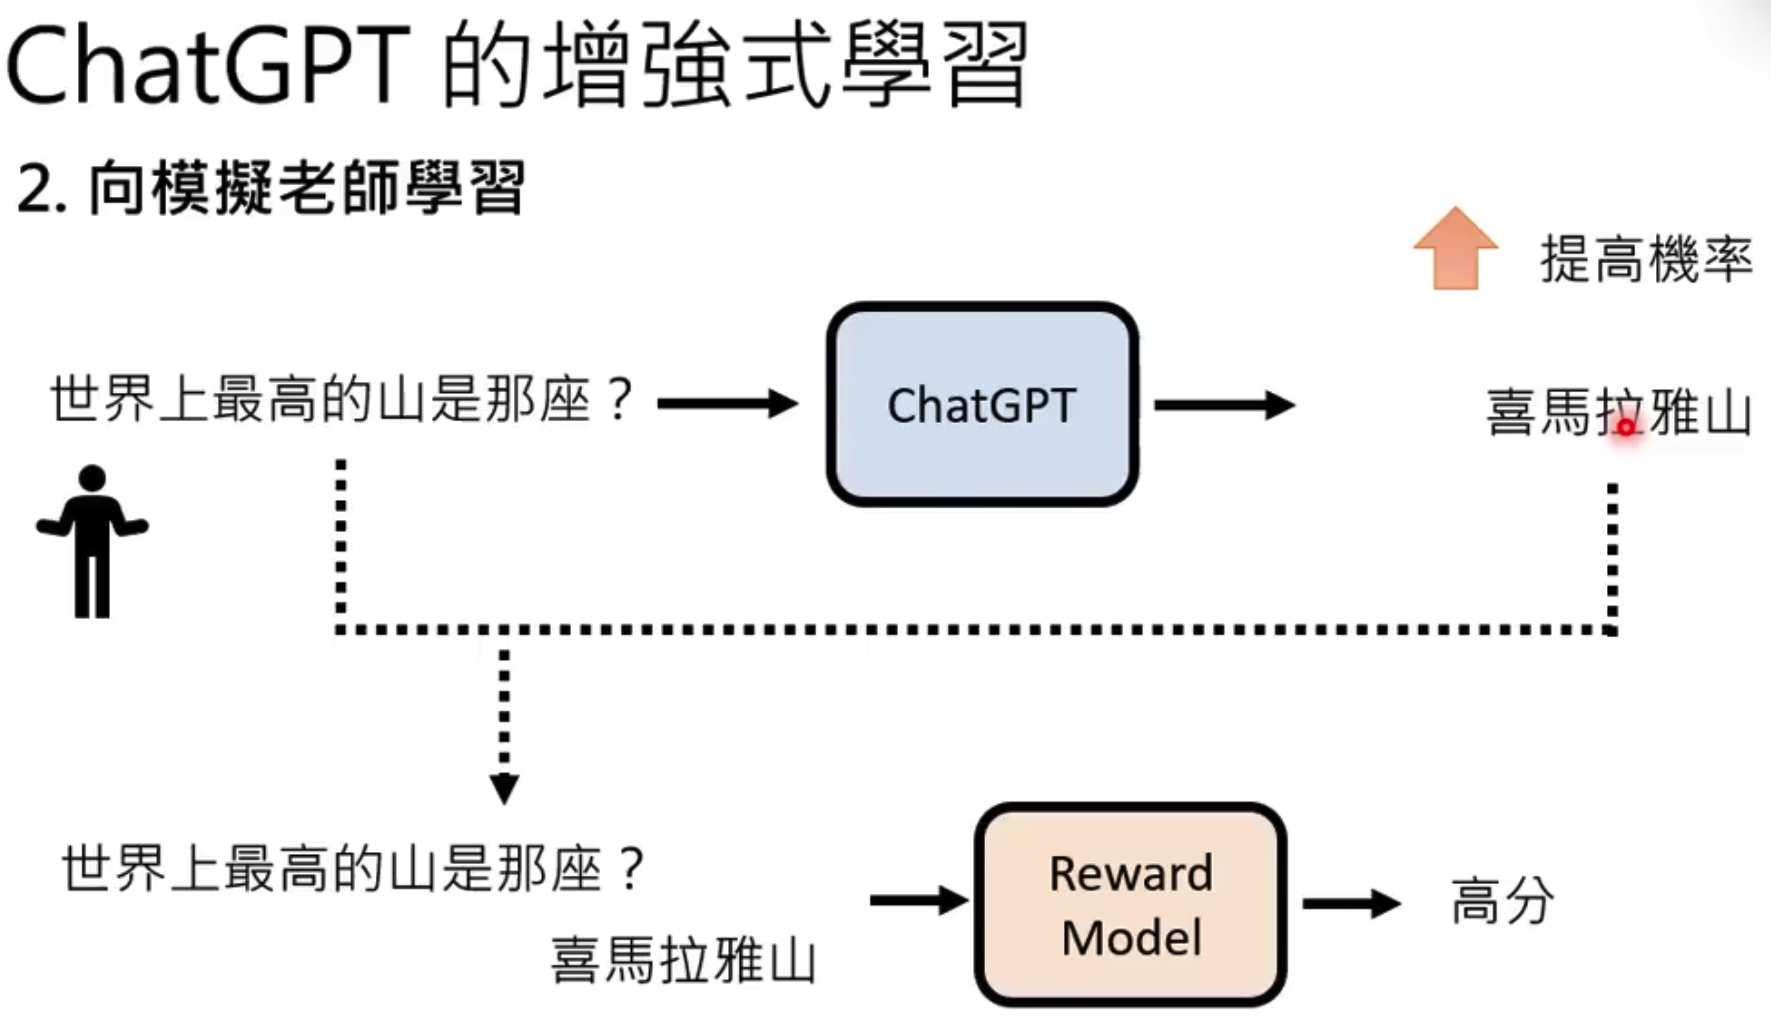 ChatGPT 的增強式學習
2. 向模擬老師學習
提高機率
世界上最高的山是那座？
ChatGPT
喜馬拉雅山
世界上最高的山是那座？
喜馬拉雅山
Reward
Model
高分